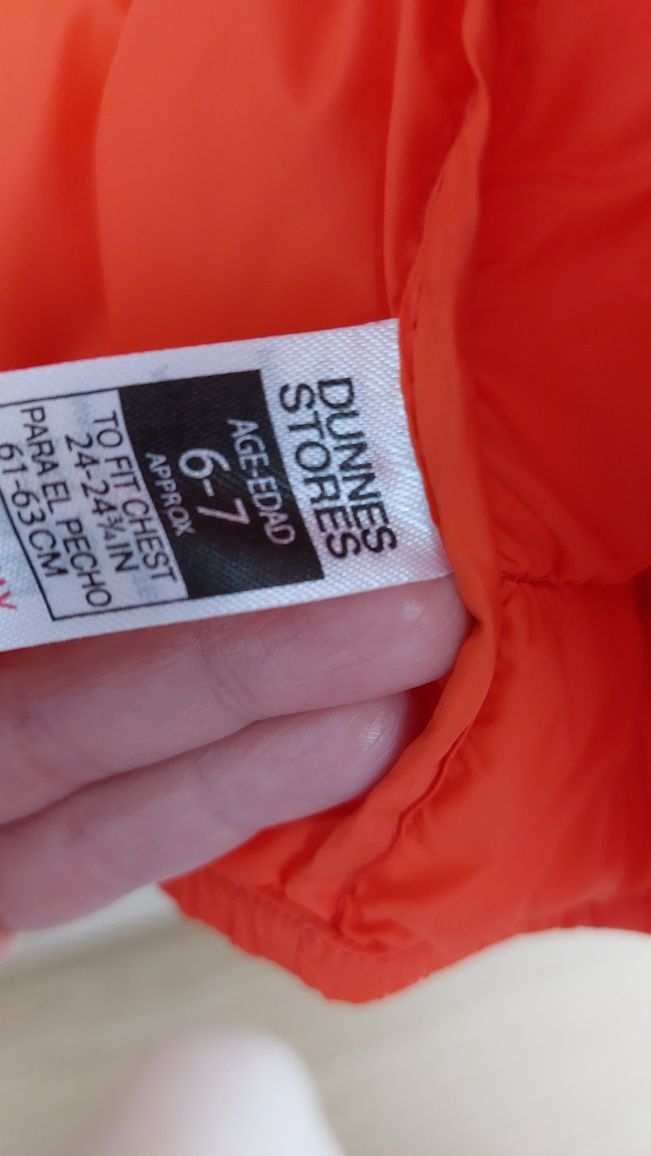 DUNNES
STORES
AGE-EDAD
6-7
APPROX
TO FIT CHEST
24-24¾IN
PARA EL PECHO
61-63CM